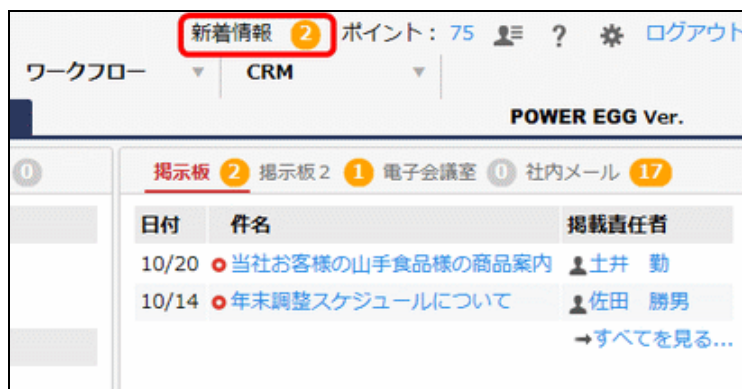 新着情報 2 ポイント： 75 ? ログアウト
ワークフロー ▼ CRM ▼
POWER EGG Ver.
0 掲示板 2 掲示板２ 1 電子会議室 0 社内メール 17
日付 件名 掲載責任者
10/20 当社お客様の山手食品様の商品案内 土井　勤
10/14 年末調整スケジュールについて 佐田　勝男
➞すべてを見る...